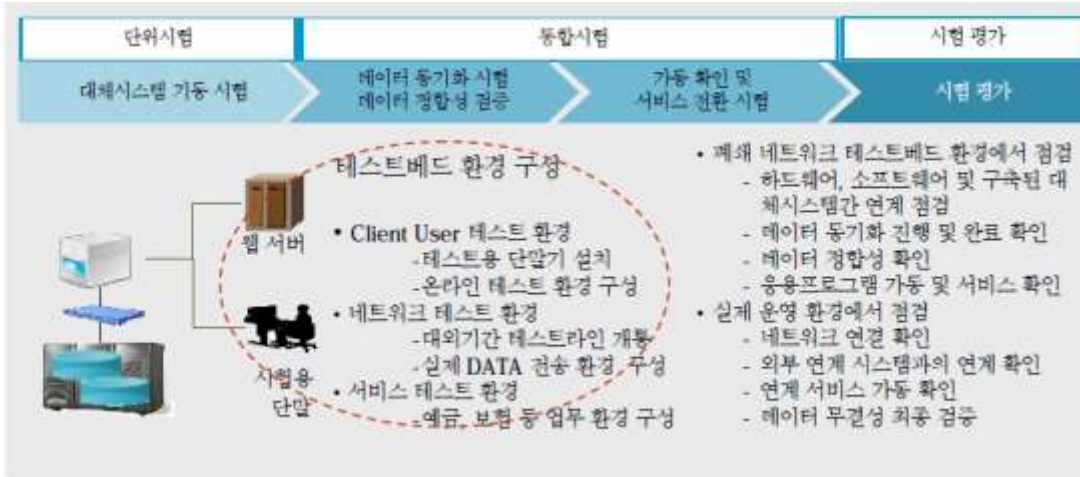 단위시험
통합시험
시험 평가
대체시스템 기동 시험
데이터 동기화 시험
데이터 정합성 검증
가동 확인 및
서비스 전환 시험
시험 평가
웹 서버
시험용
단말
테스트베드 환경 구성
• Client User 테스트 환경
-테스트용 단말기 설치
-온라인 테스트 환경 구성
• 네트워크 테스트 환경
-대외기간 테스트라인 개통
-실제 DATA 전송 환경 구성
• 서비스 테스트 환경
-예금, 보험 등 업무 환경 구성
• 폐쇄 네트워크 테스트베드 환경에서 점검
- 하드웨어, 소프트웨어 및 구축된 대
체시스템간 연계 점검
- 데이터 동기화 진행 및 완료 확인
- 데이터 정합성 확인
- 응용프로그램 가동 및 서비스 확인
• 실제 운영 환경에서 점검
- 네트워크 연결 확인
- 외부 연계 시스템과의 연계 확인
- 연계 서비스 가동 확인
- 데이터 무결성 최종 검증